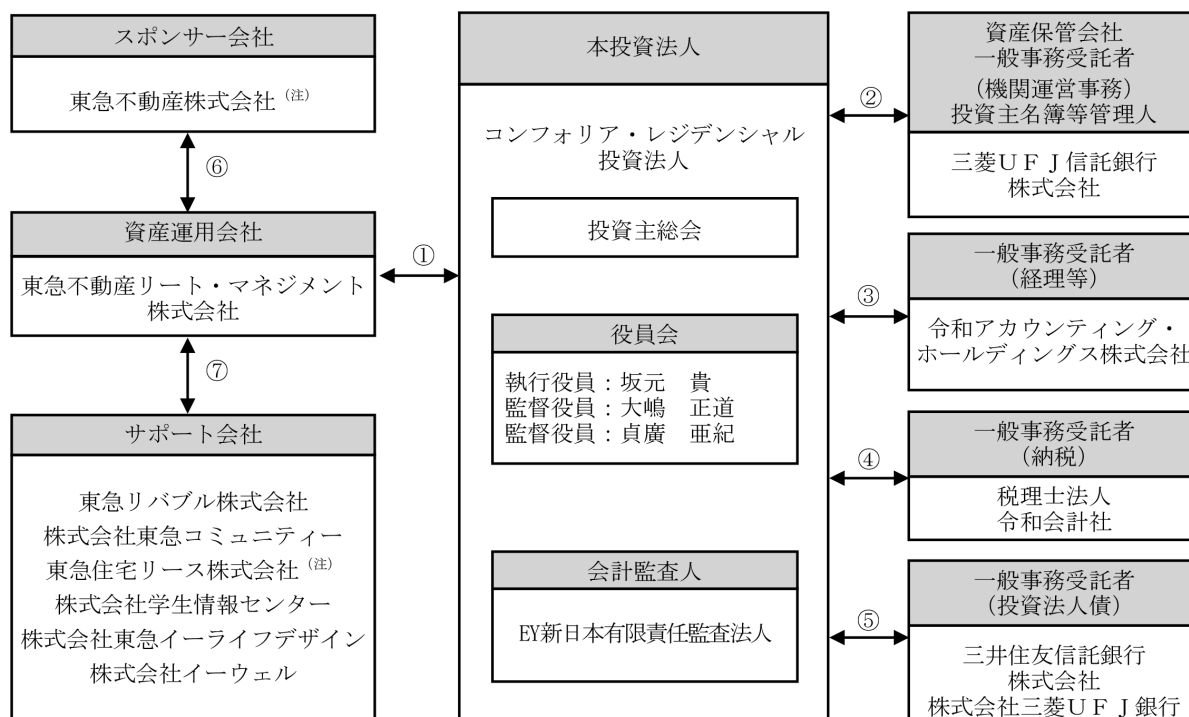 スポンサー会社
東急不動産株式会社（注）
⑥
資産運用会社
東急不動産リート・マネジメント
株式会社
⑦
サポート会社
東急リバブル株式会社
株式会社東急コミュニティー
東急住宅リース株式会社（注）
株式会社学生情報センター
株式会社東急イーライフデザイン
株式会社イーウェル
①
本投資法人
コンフォリア・レジデンシャル
投資法人
投資主総会
役員会
執行役員：坂元　貴
監督役員：大嶋　正道
監督役員：貞廣　亜紀
会計監査人
EY新日本有限責任監査法人
②
資産保管会社
一般事務受託者
（機関運営事務）
投資主名簿等管理人
三菱ＵＦＪ信託銀行
株式会社
③
一般事務受託者
（経理等）
令和アカウンティング・
ホールディングス株式会社
④
一般事務受託者
（納税）
税理士法人
令和会計社
⑤
一般事務受託者
（投資法人債）
三井住友信託銀行
株式会社
株式会社三菱ＵＦＪ銀行